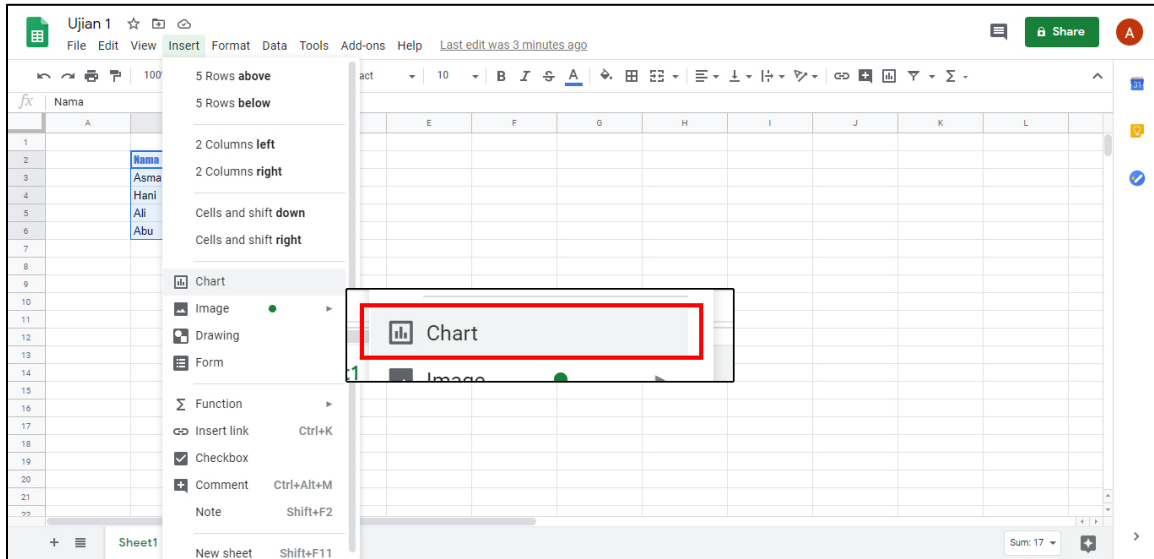 Ujian 1
File Edit View Insert Format Data Tools Add-ons Help Last edit was 3 minutes ago
Share
A
100
10
B I S A
31
fx Nama
A E F G H I J K L
1
2 Nama
3 Asma
4 Hani
5 Ali
6 Abu
7
8
9
10
11
12
13
14
15
16
17
18
19
20
21
22
5 Rows above
5 Rows below
2 Columns left
2 Columns right
Cells and shift down
Cells and shift right
Chart
Image
Drawing
Form
Function
Insert link Ctrl+K
Checkbox
Comment Ctrl+Alt+M
Note Shift+F2
New sheet Shift+F11
Chart
Image
Sheet1
Sum: 17